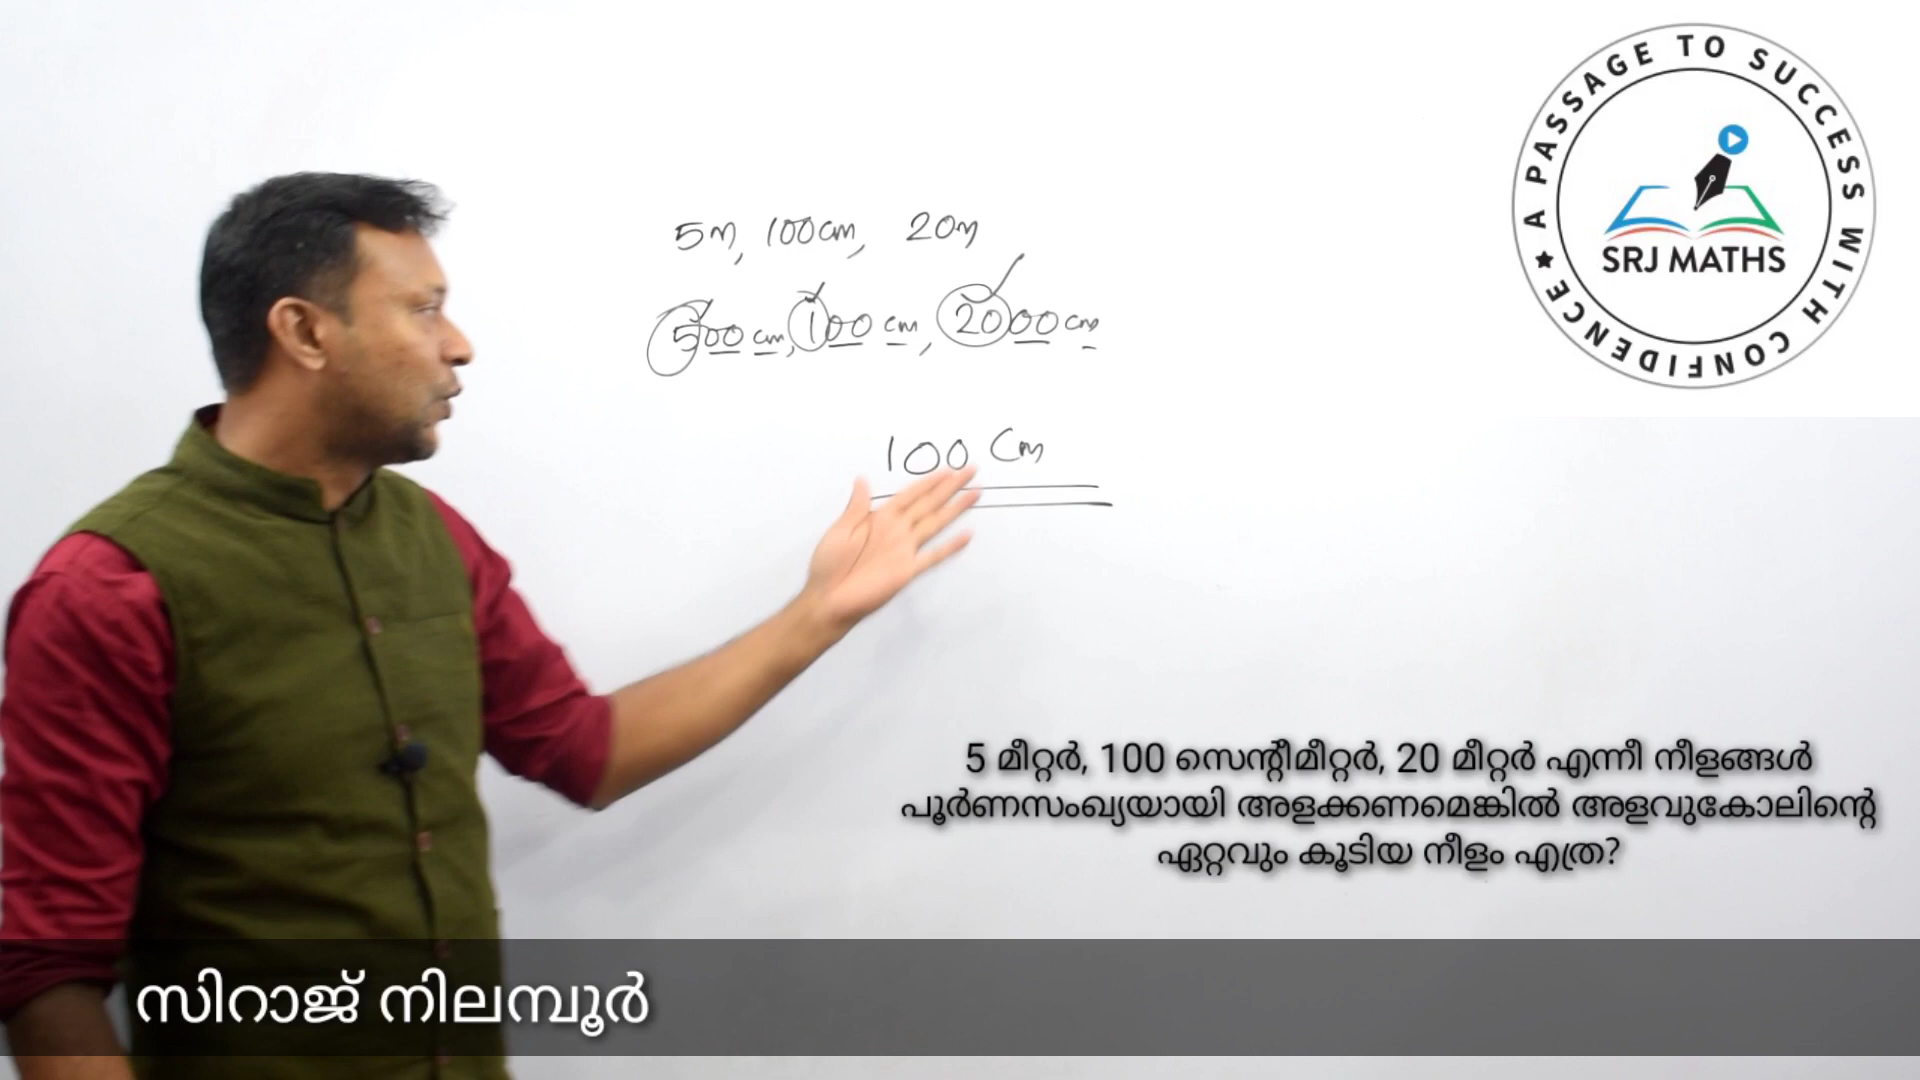 A PASSAGE TO SUCCESS WITH CONFIDENCE ★
SRJ MATHS
5m, 100cm, 20m
500 cm, 100 cm, 2000 cm
100 Cm
5 മീറ്റർ, 100 സെന്റീമീറ്റർ, 20 മീറ്റർ എന്നീ നീളങ്ങൾ
പൂർണസംഖ്യയായി അളക്കണമെങ്കിൽ അളവുകോലിന്റെ
ഏറ്റവും കൂടിയ നീളം എത്ര?
സിറാജ് നിലമ്പൂർ